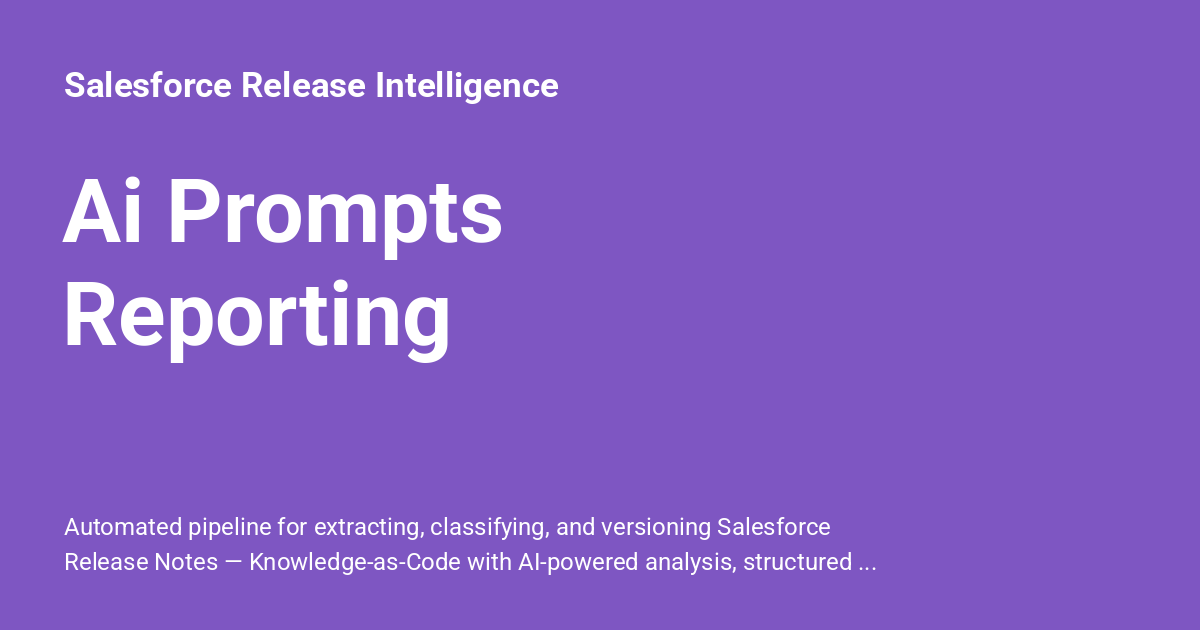 Salesforce Release Intelligence
Ai Prompts
Reporting
Automated pipeline for extracting, classifying, and versioning Salesforce
Release Notes — Knowledge-as-Code with AI-powered analysis, structured ...